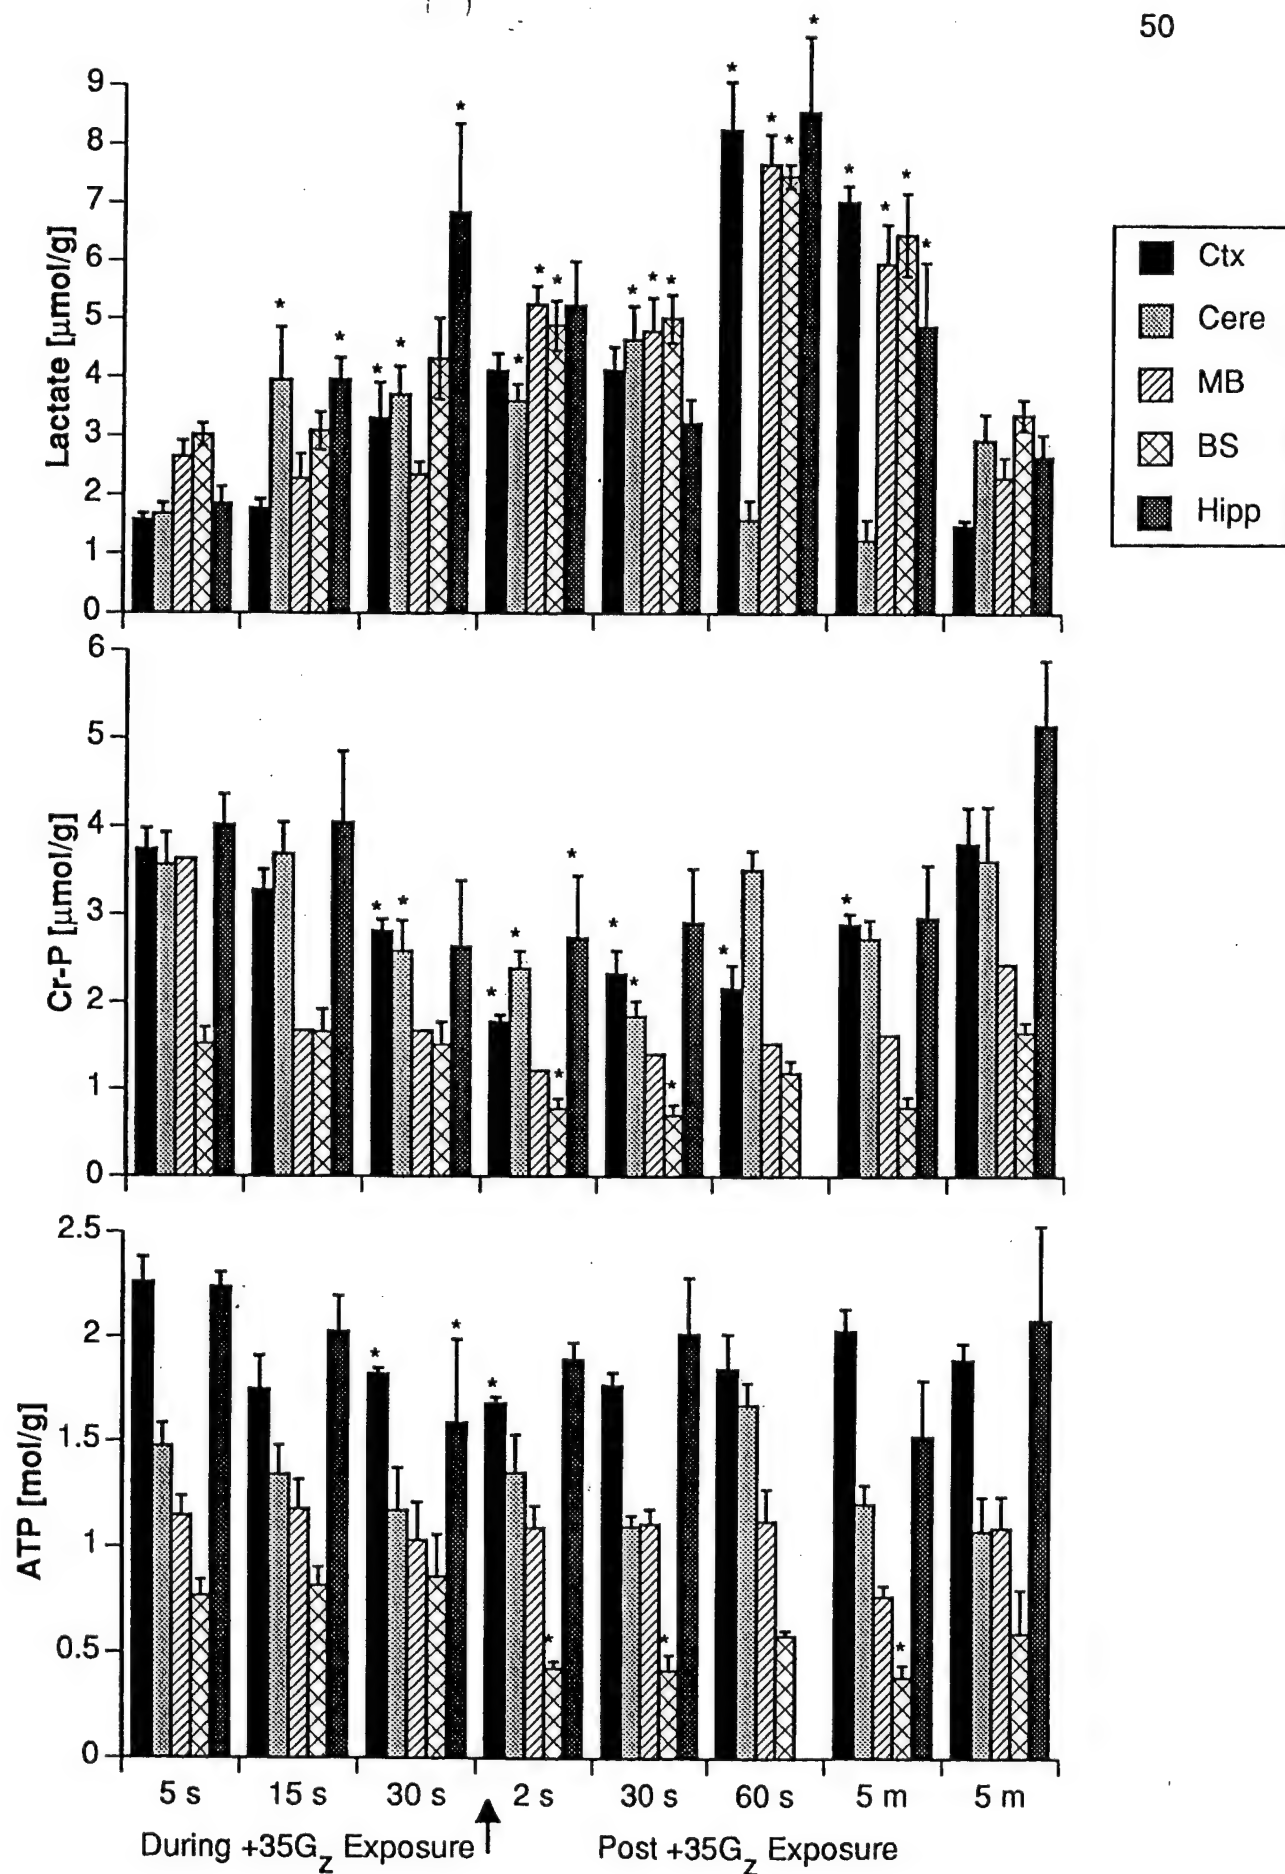 50
Lactate [µmol/g]
9
8
7
6
5
4
3
2
1
0
Ctx
Cere
MB
BS
Hipp
Cr-P [µmol/g]
6
5
4
3
2
1
0
ATP [mol/g]
2.5
2
1.5
1
0.5
0
5 s 15 s 30 s 2 s 30 s 60 s 5 m 5 m
During +35Gz Exposure Post +35Gz Exposure